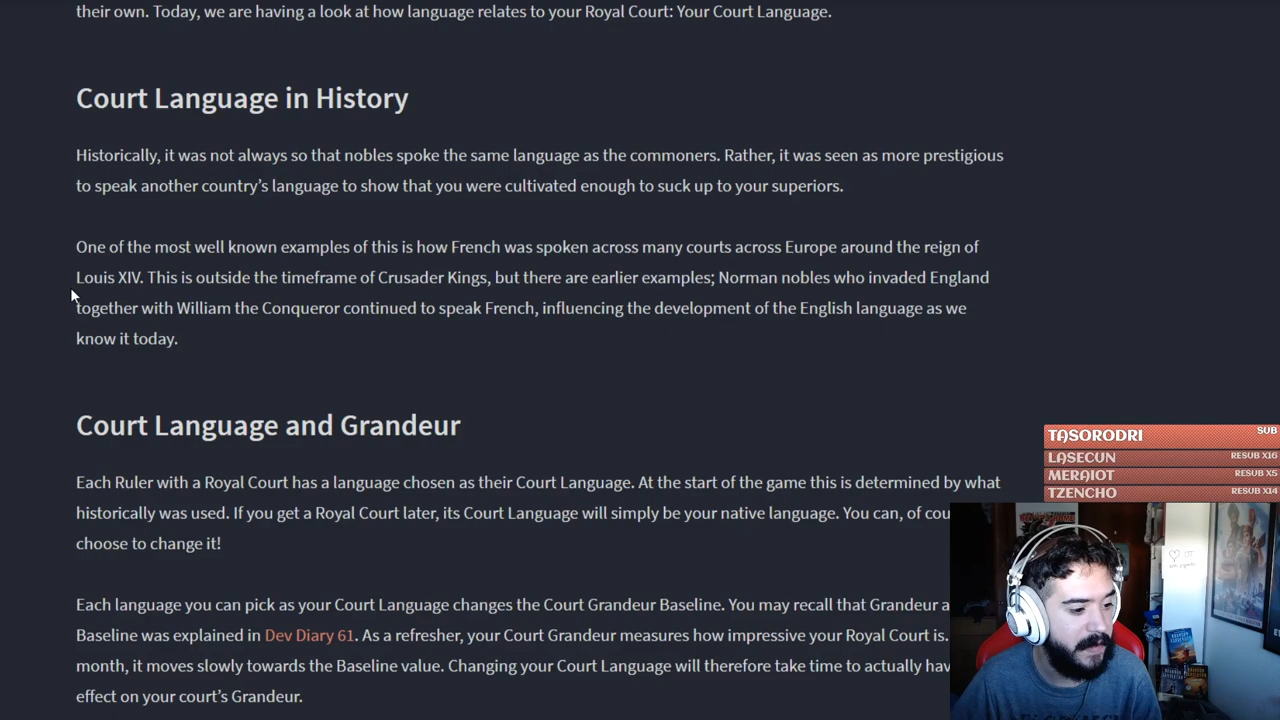 their own. Today, we are having a look at how language relates to your Royal Court: Your Court Language.
Court Language in History
Historically, it was not always so that nobles spoke the same language as the commoners. Rather, it was seen as more prestigious
to speak another country's language to show that you were cultivated enough to suck up to your superiors.
One of the most well known examples of this is how French was spoken across many courts across Europe around the reign of
Louis XIV. This is outside the timeframe of Crusader Kings, but there are earlier examples; Norman nobles who invaded England
together with William the Conqueror continued to speak French, influencing the development of the English language as we
know it today.
Court Language and Grandeur
Each Ruler with a Royal Court has a language chosen as their Court Language. At the start of the game this is determined by what
historically was used. If you get a Royal Court later, its Court Language will simply be your native language. You can, of cou
choose to change it!
Each language you can pick as your Court Language changes the Court Grandeur Baseline. You may recall that Grandeur a
Baseline was explained in Dev Diary 61. As a refresher, your Court Grandeur measures how impressive your Royal Court is.
month, it moves slowly towards the Baseline value. Changing your Court Language will therefore take time to actually hav
effect on your court's Grandeur.
TASORODRI SUB
LASECUN RESUB X16
MERAIOT RESUB X5
TZENCHO RESUB X14